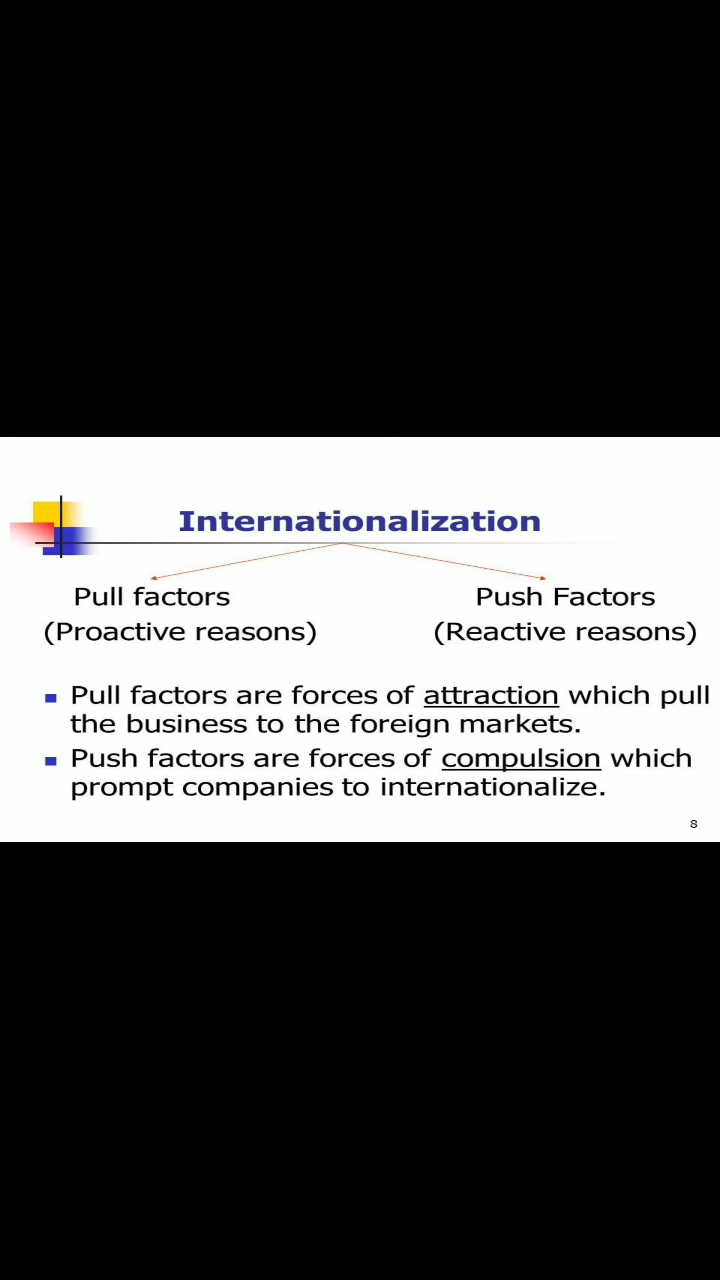 Internationalization
Pull factors
(Proactive reasons)
Push Factors
(Reactive reasons)
Pull factors are forces of attraction which pull
the business to the foreign markets.
Push factors are forces of compulsion which
prompt companies to internationalize.
8